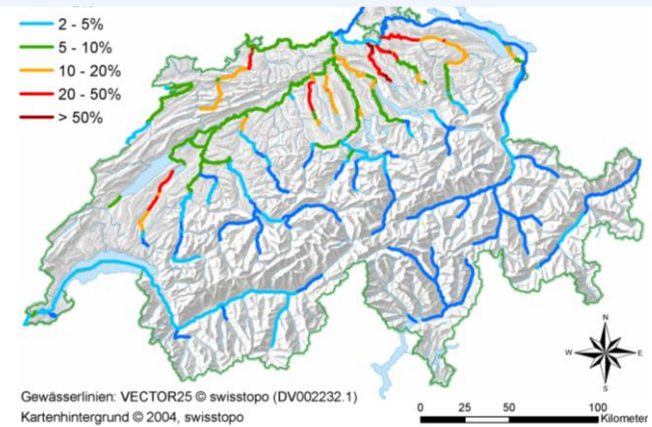 2 - 5%
5 - 10%
10 - 20%
20 - 50%
> 50%
N
W
E
S
Gewässerlinien: VECTOR25 © swisstopo (DV002232.1)
Kartenhintergrund © 2004, swisstopo
0 25 50 100
Kilometer